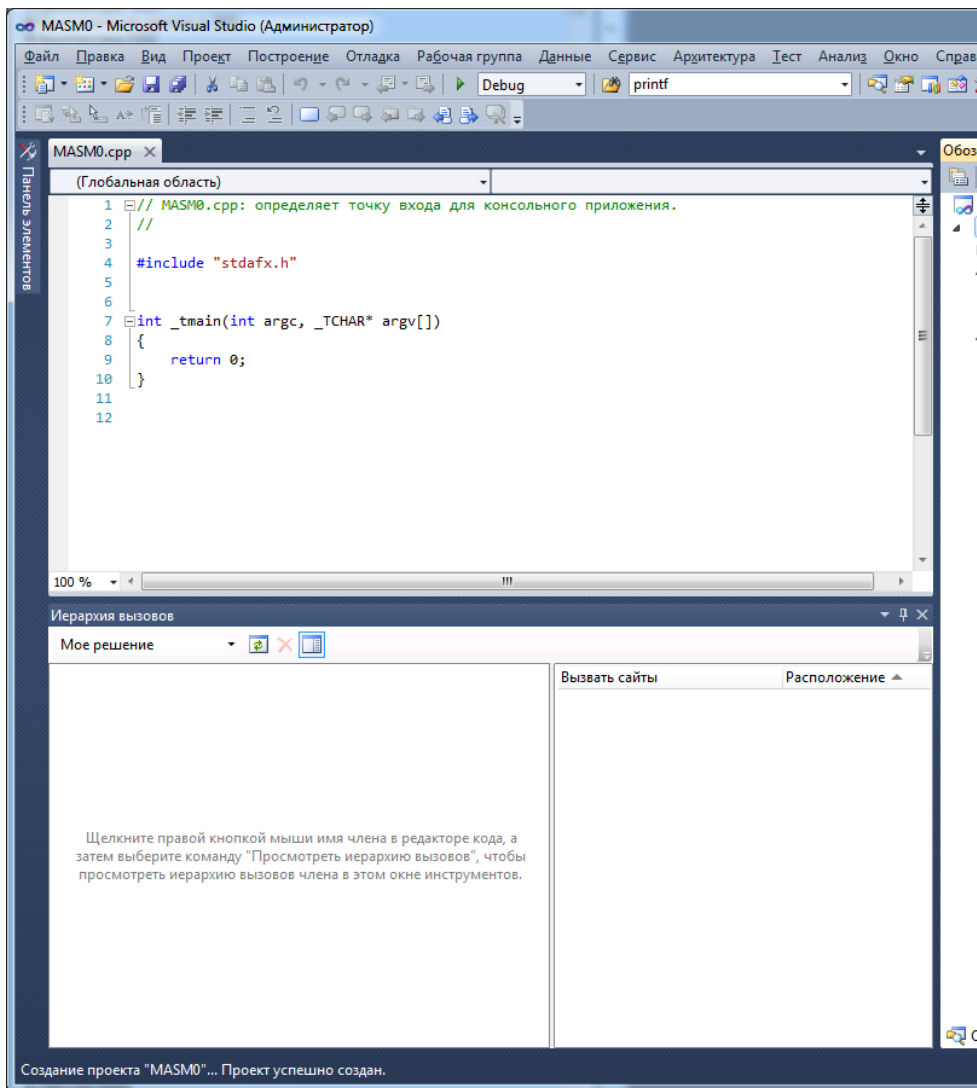 MASM0 - Microsoft Visual Studio (Администратор)
Файл Правка Вид Проект Построение Отладка Рабочая группа Данные Сервис Архитектура Тест Анализ Окно Справ
Debug printf
MASM0.cpp
Обоз
Панель элементов
(Глобальная область)
1 // MASM0.cpp: определяет точку входа для консольного приложения.
2 //
3
4 #include "stdafx.h"
5
6
7 int _tmain(int argc, _TCHAR* argv[])
8 {
9 return 0;
10 }
11
12
100 %
Иерархия вызовов
Мое решение
Вызвать сайты Расположение
Щелкните правой кнопкой мыши имя члена в редакторе кода, а
затем выберите команду "Просмотреть иерархию вызовов", чтобы
просмотреть иерархию вызовов члена в этом окне инструментов.
Создание проекта "MASM0"... Проект успешно создан.